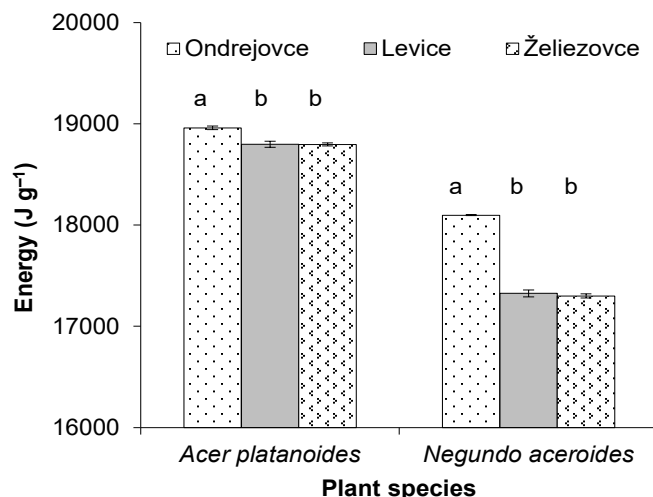 20000
Ondrejovce Levice Želiezovce
a b b
19000
a b b
18000
17000
16000
Energy (J g⁻¹)
Acer platanoides Negundo aceroides
Plant species